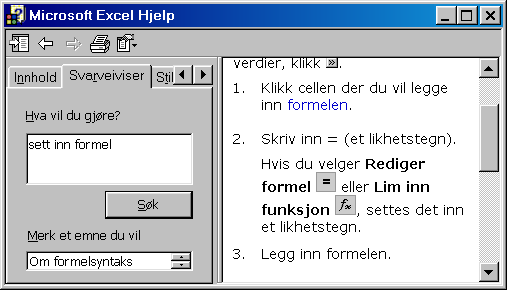 Microsoft Excel Hjelp
Innhold
Svarveiviser
Stil
Hva vil du gjøre?
sett inn formel
Søk
Merk et emne du vil
Om formelsyntaks
verdier, klikk ».
1. Klikk cellen der du vil legge
inn formelen.
2. Skriv inn = (et likhetstegn).
Hvis du velger Rediger
formel = eller Lim inn
funksjon fx, settes det inn
et likhetstegn.
3. Legg inn formelen.